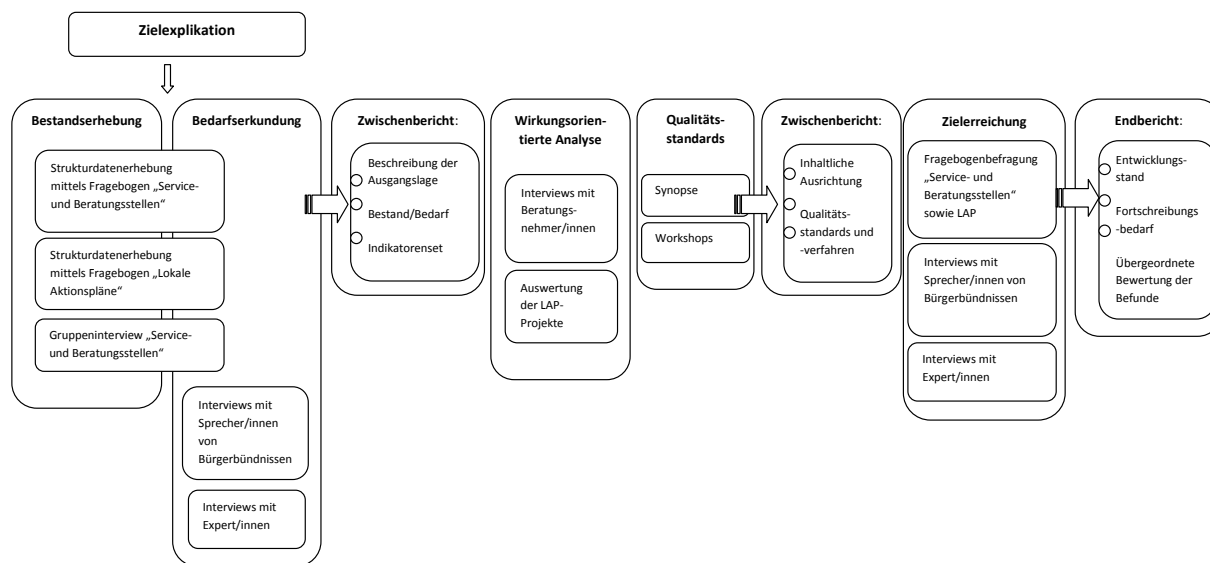 Zielexplikation
Bestandserhebung
Strukturdatenerhebung
mittels Fragebogen „Service-
und Beratungsstellen“
Strukturdatenerhebung
mittels Fragebogen „Lokale
Aktionspläne“
Gruppeninterview „Service-
und Beratungsstellen“
Bedarfserkundung
Interviews mit
Sprecher/innen
von
Bürgerbündnissen
Interviews mit
Expert/innen
Zwischenbericht:
Beschreibung der
Ausgangslage
Bestand/Bedarf
Indikatorenset
Wirkungsorien-
tierte Analyse
Interviews mit
Beratungs-
nehmer/innen
Auswertung
der LAP-
Projekte
Qualitäts-
standards
Synopse
Workshops
Zwischenbericht:
Inhaltliche
Ausrichtung
Qualitäts-
standards und
-verfahren
Zielerreichung
Fragebogenbefragung
„Service- und
Beratungsstellen“
sowie LAP
Interviews mit
Sprecher/innen von
Bürgerbündnissen
Interviews mit
Expert/innen
Endbericht:
Entwicklungs-
stand
Fortschreibungs
-bedarf
Übergeordnete
Bewertung der
Befunde